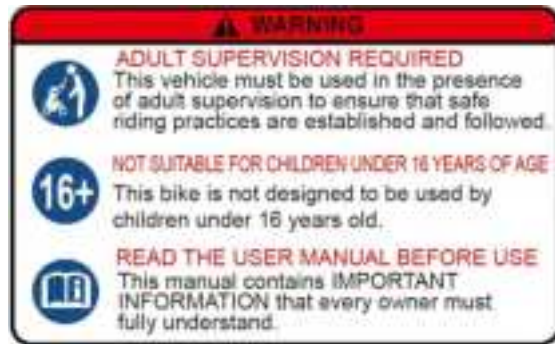 WARNING
ADULT SUPERVISION REQUIRED
This vehicle must be used in the presence
of adult supervision to ensure that safe
riding practices are established and followed.
16+
NOT SUITABLE FOR CHILDREN UNDER 16 YEARS OF AGE
This bike is not designed to be used by
children under 16 years old.
READ THE USER MANUAL BEFORE USE
This manual contains IMPORTANT
INFORMATION that every owner must
fully understand.